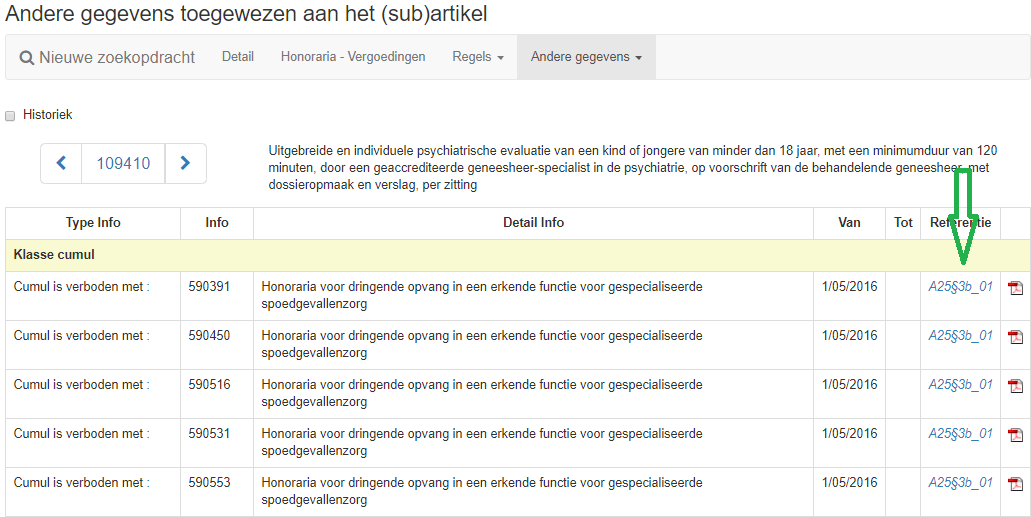 Andere gegevens toegewezen aan het (sub)artikel
Nieuwe zoekopdracht Detail Honoraria - Vergoedingen Regels Andere gegevens
Historiek
109410
Uitgebreide en individuele psychiatrische evaluatie van een kind of jongere van minder dan 18 jaar, met een minimumduur van 120
minuten, door een geaccrediteerde geneesheer-specialist in de psychiatrie, op voorschrift van de behandelende geneesheer, met
dossieropmaak en verslag, per zitting
Type Info Info Detail Info Van Tot Referentie
Klasse cumul
Cumul is verboden met : 590391 Honoraria voor dringende opvang in een erkende functie voor gespecialiseerde 1/05/2016 A25§3b_01
spoedgevallenzorg
Cumul is verboden met : 590450 Honoraria voor dringende opvang in een erkende functie voor gespecialiseerde 1/05/2016 A25§3b_01
spoedgevallenzorg
Cumul is verboden met : 590516 Honoraria voor dringende opvang in een erkende functie voor gespecialiseerde 1/05/2016 A25§3b_01
spoedgevallenzorg
Cumul is verboden met : 590531 Honoraria voor dringende opvang in een erkende functie voor gespecialiseerde 1/05/2016 A25§3b_01
spoedgevallenzorg
Cumul is verboden met : 590553 Honoraria voor dringende opvang in een erkende functie voor gespecialiseerde 1/05/2016 A25§3b_01
spoedgevallenzorg